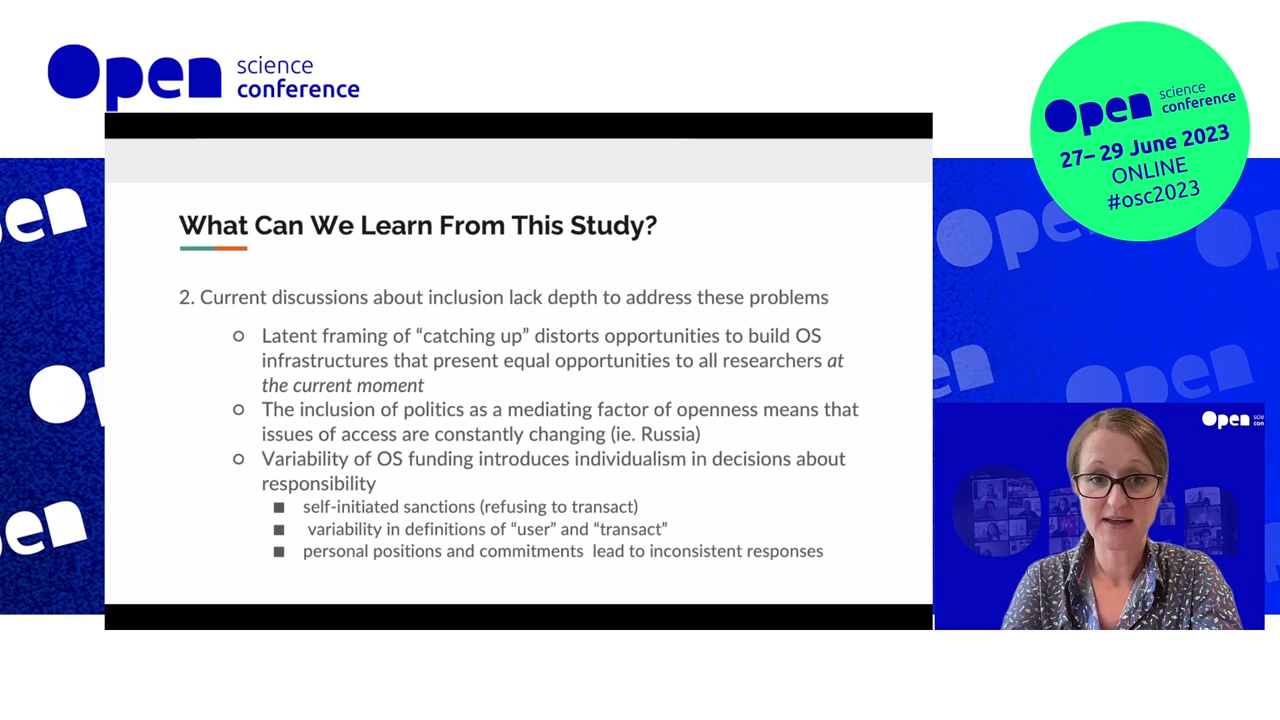 Open science
conference
Open science
conference
27– 29 June 2023
ONLINE
#osc2023
What Can We Learn From This Study?
2. Current discussions about inclusion lack depth to address these problems
Latent framing of “catching up” distorts opportunities to build OS
infrastructures that present equal opportunities to all researchers at
the current moment
The inclusion of politics as a mediating factor of openness means that
issues of access are constantly changing (ie. Russia)
Variability of OS funding introduces individualism in decisions about
responsibility
self-initiated sanctions (refusing to transact)
variability in definitions of “user” and “transact”
personal positions and commitments lead to inconsistent responses
Open
Open
Open
sci
con